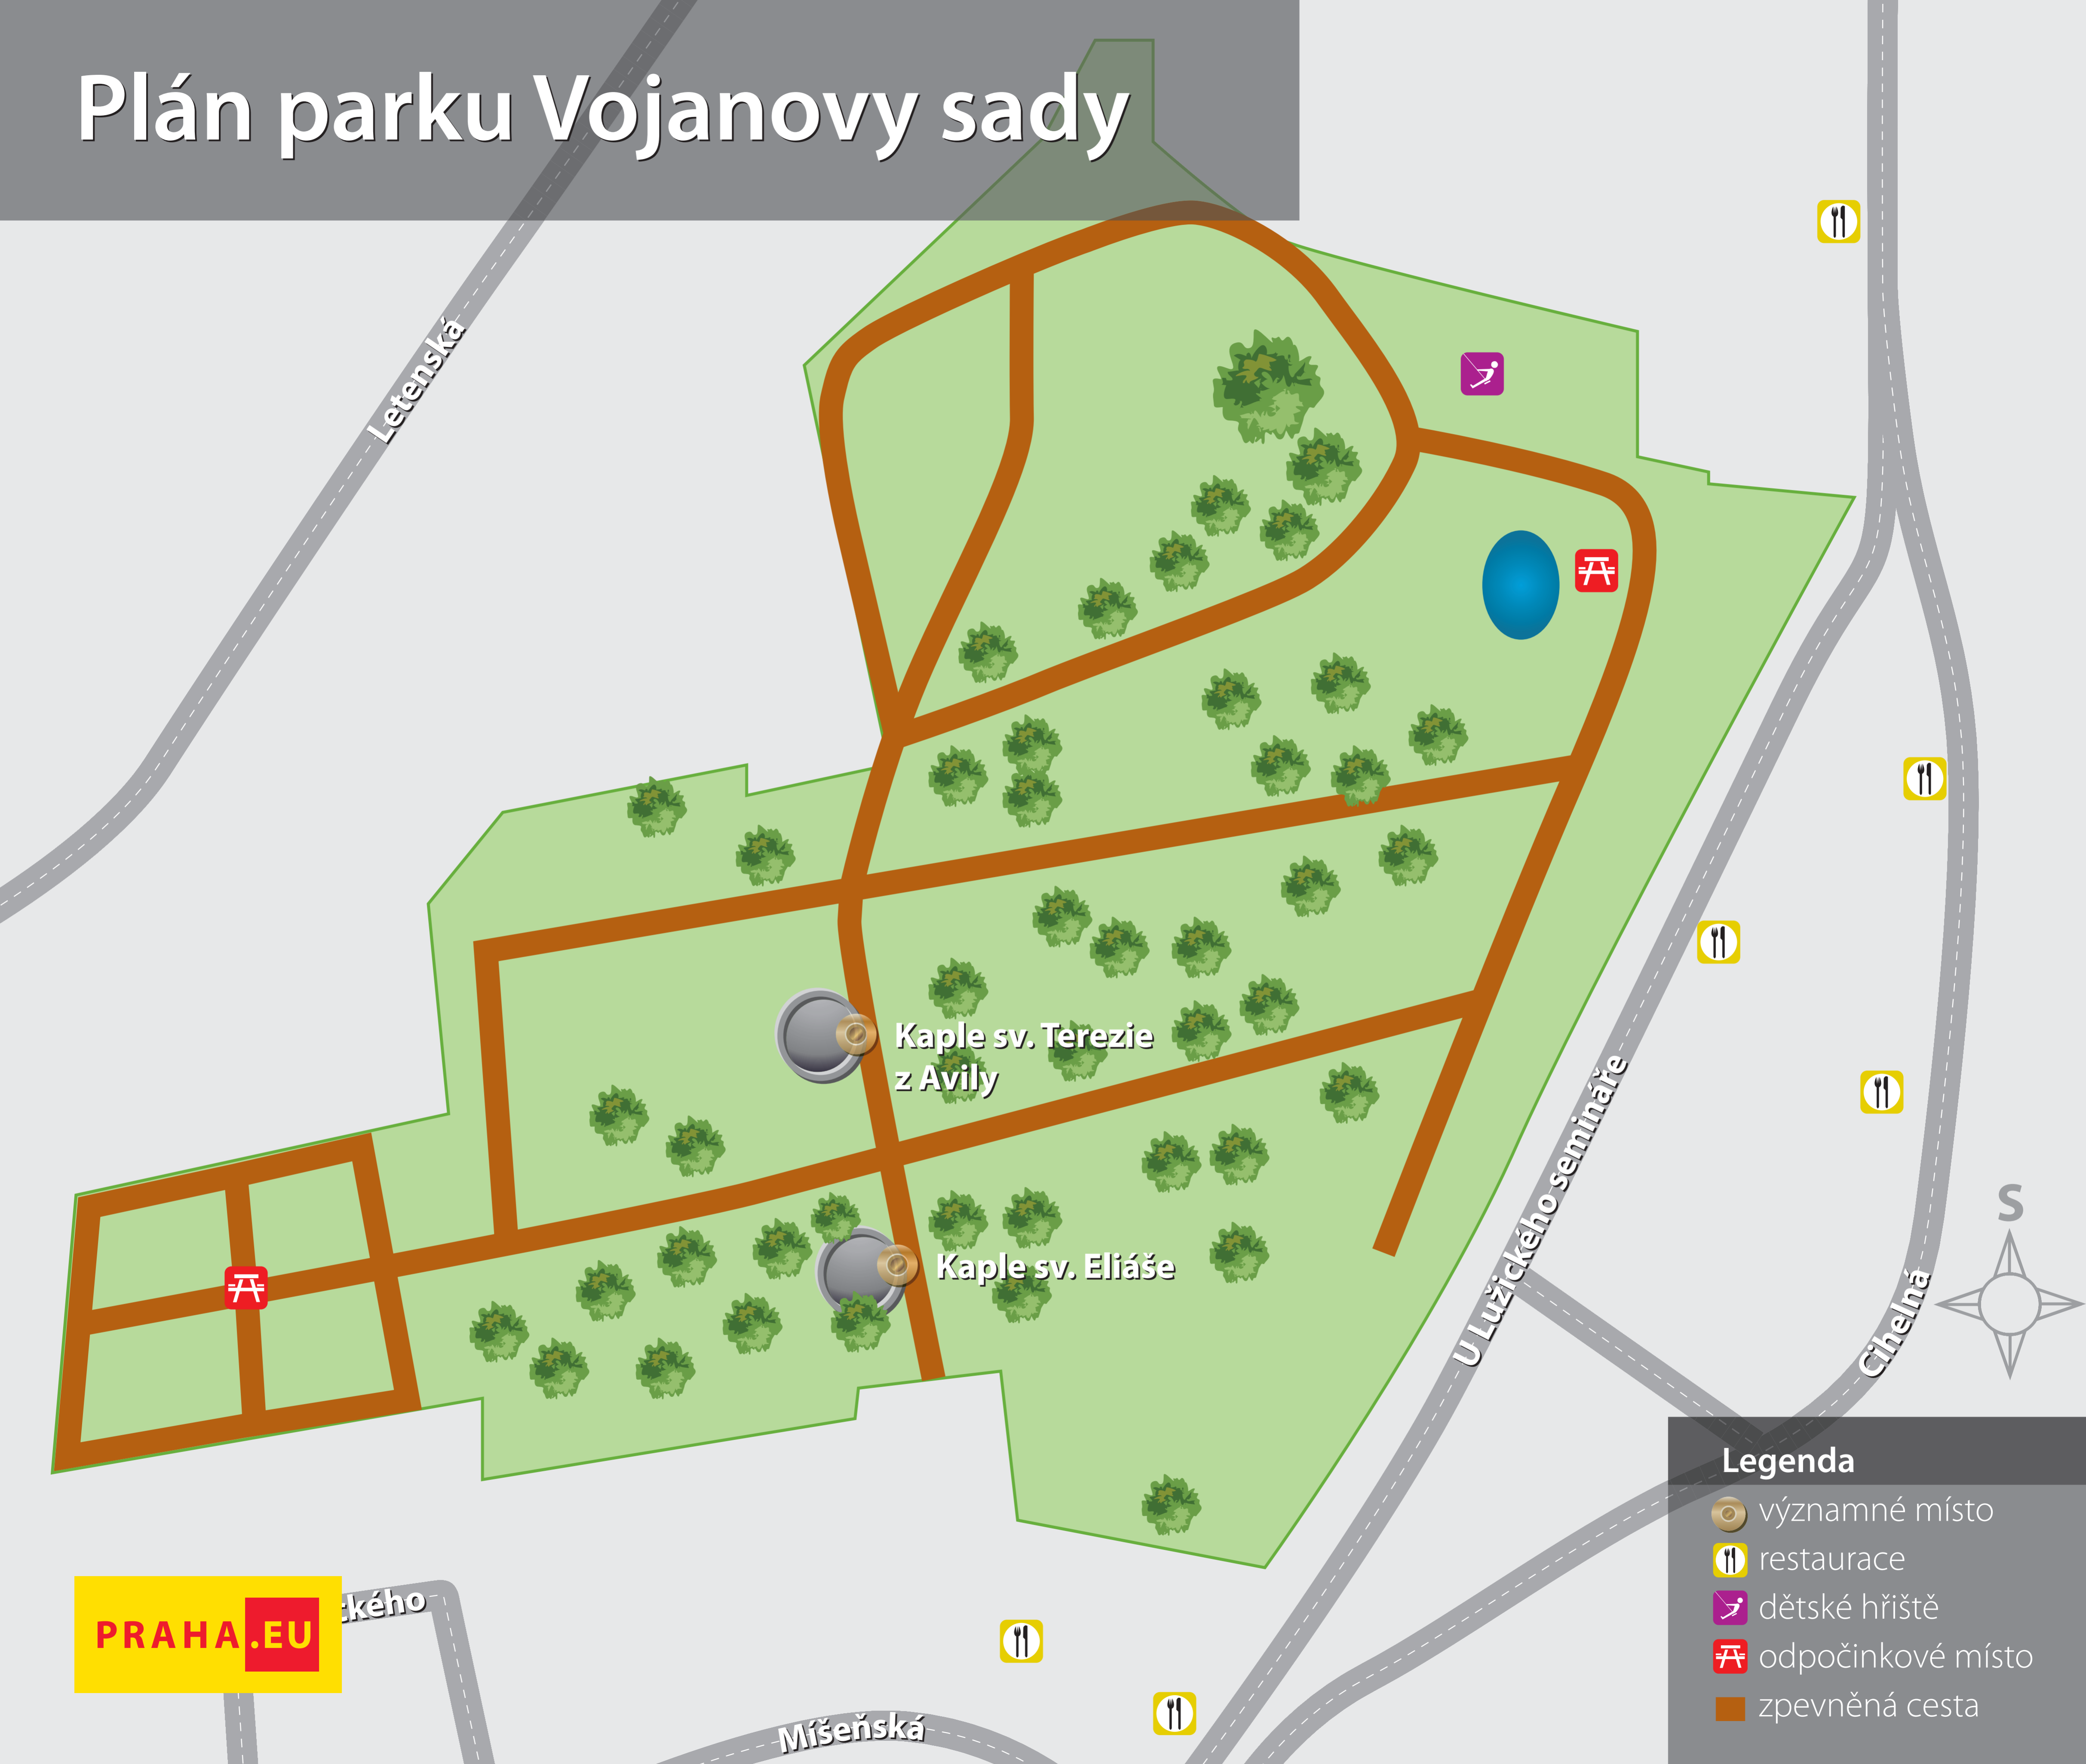 Plán parku Vojanovy sady
Letenská
Kaple sv. Terezie
z Avily
Kaple sv. Eliáše
U Lužického semináře
Cihelná
S
Legenda
významné místo
restaurace
dětské hřiště
odpočinkové místo
zpevněná cesta
ckého
PRAHA.EU
Míšeňská